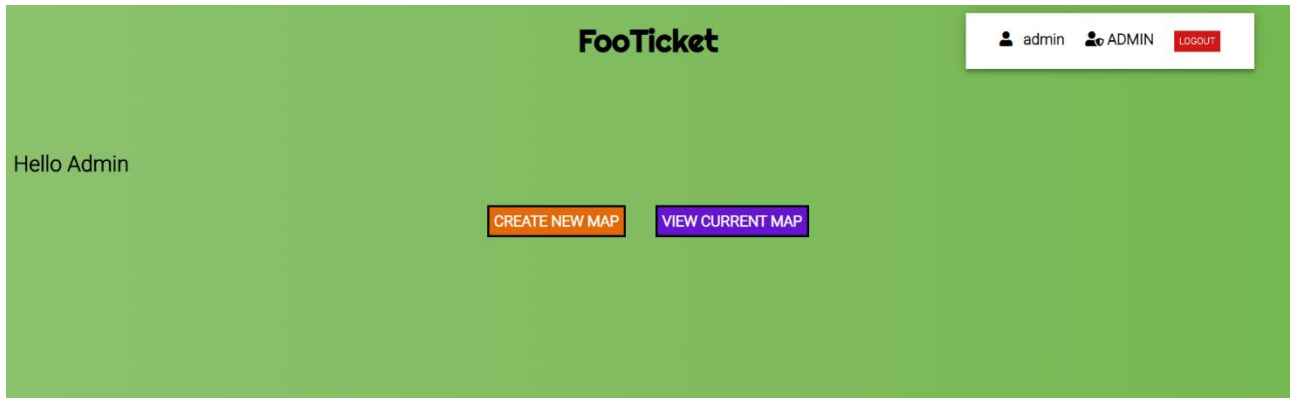 FooTicket
admin ADMIN LOGOUT
Hello Admin
CREATE NEW MAP VIEW CURRENT MAP